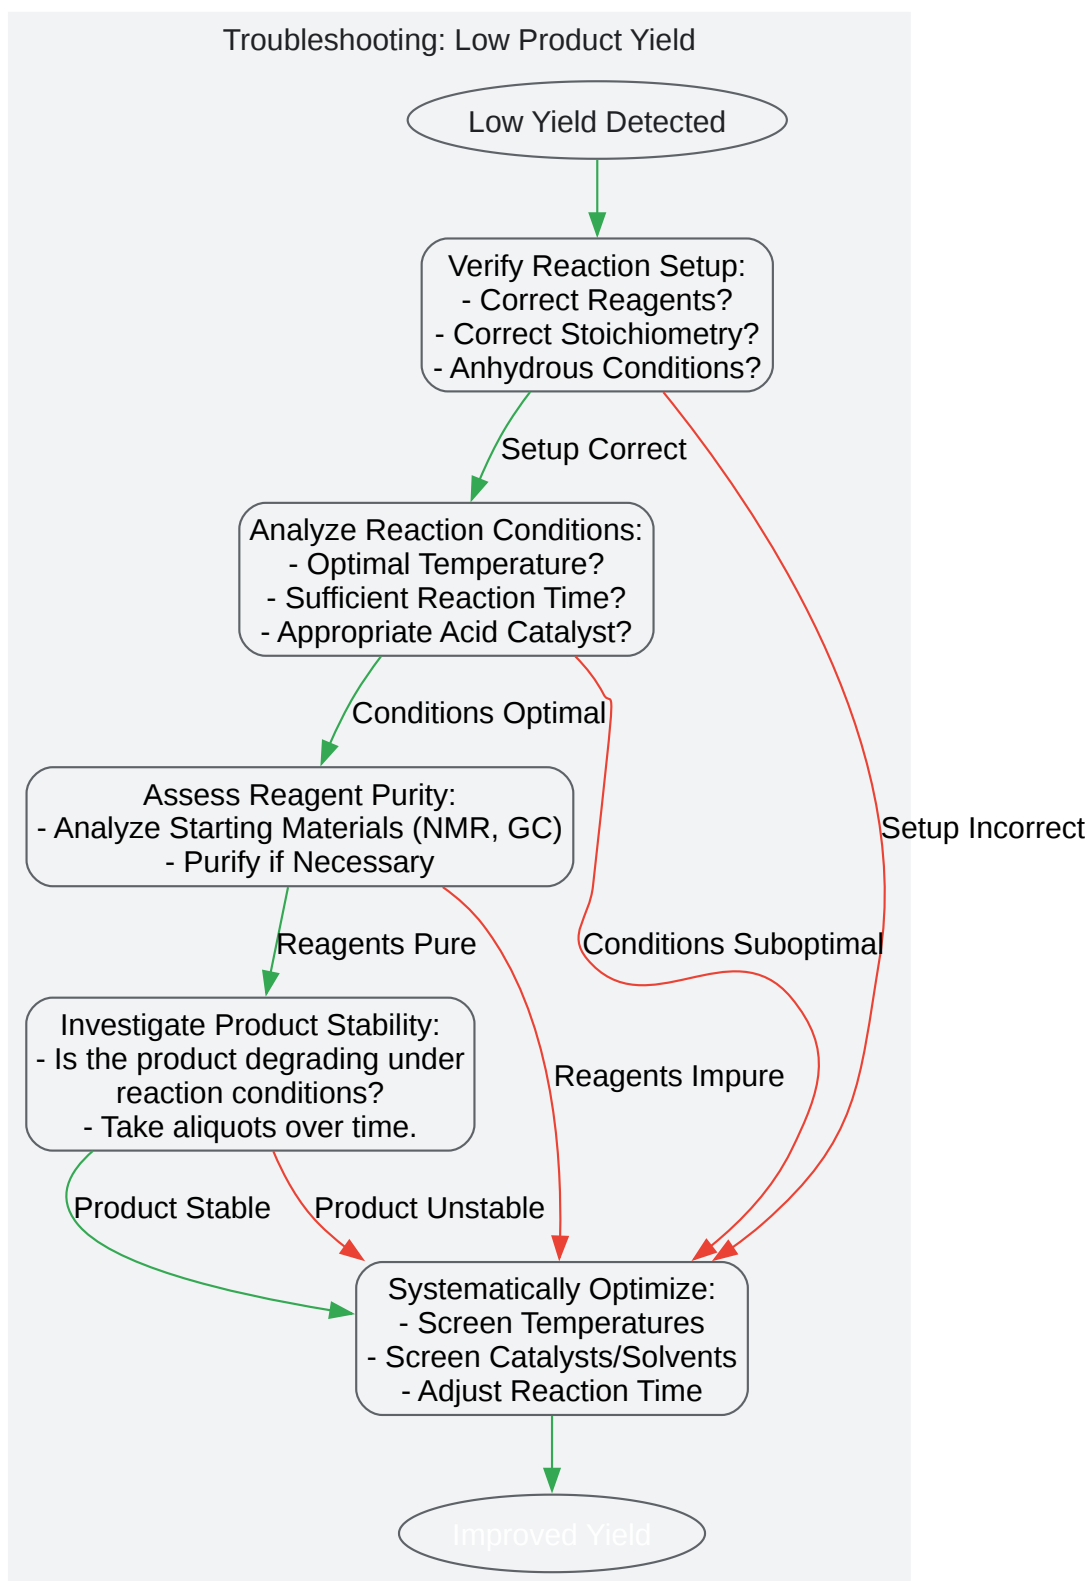 Troubleshooting: Low Product Yield
Low Yield Detected
Verify Reaction Setup:
- Correct Reagents?
- Correct Stoichiometry?
- Anhydrous Conditions?
Setup Correct
Analyze Reaction Conditions:
- Optimal Temperature?
- Sufficient Reaction Time?
- Appropriate Acid Catalyst?
Conditions Optimal
Assess Reagent Purity:
- Analyze Starting Materials (NMR, GC)
- Purify if Necessary
Setup Incorrect
Reagents Pure
Conditions Suboptimal
Investigate Product Stability:
- Is the product degrading under
reaction conditions?
- Take aliquots over time.
Reagents Impure
Product Stable
Product Unstable
Systematically Optimize:
- Screen Temperatures
- Screen Catalysts/Solvents
- Adjust Reaction Time
Improved Yield